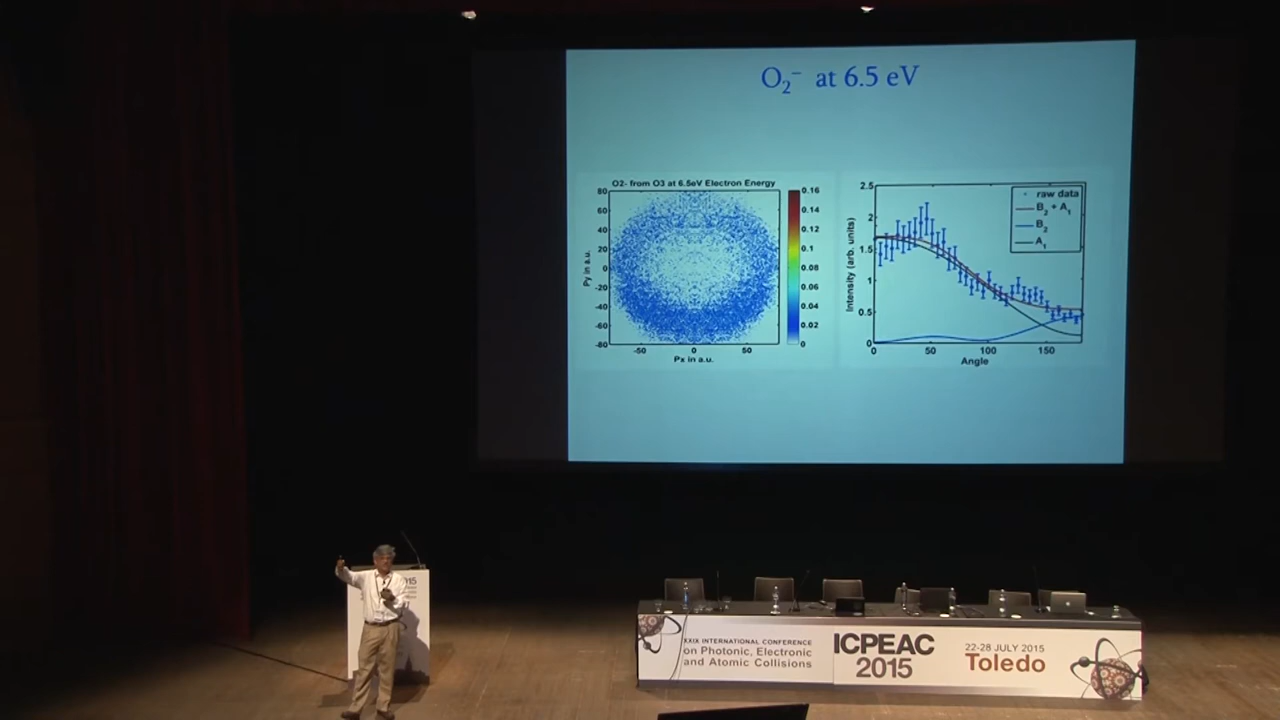 O₂⁻ at 6.5 eV
O2- from O3 at 6.5eV Electron Energy
80
60
40
20
0
-20
-40
-60
-80
Py in a.u.
-50
0
50
Px in a.u.
0.16
0.14
0.12
0.1
0.08
0.06
0.04
0.02
0
2.5
2
1.5
1
0.5
0
Intensity (arb. units)
0
50
100
150
Angle
raw data
B₂ + A₁
B₂
A₁
XXIX INTERNATIONAL CONFERENCE
on Photonic, Electronic
and Atomic Collisions
ICPEAC
2015
22-28 JULY 2015
Toledo